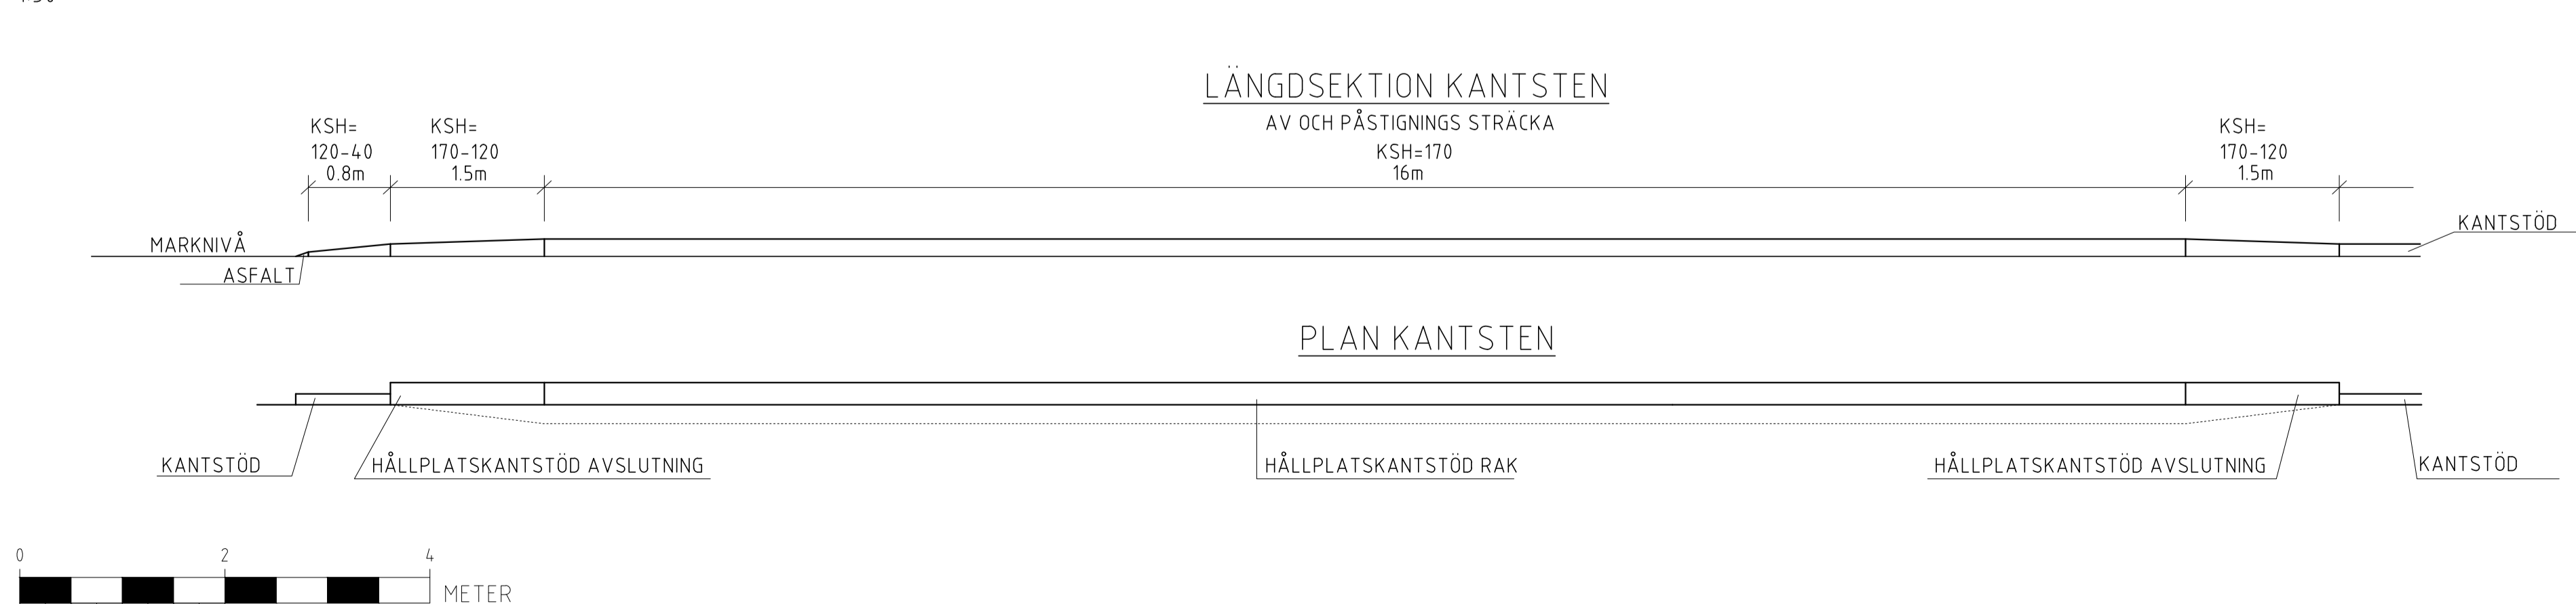 LÄNGDSEKTION KANTSTEN
AV OCH PÅSTIGNINGS STRÄCKA
KSH=170
16m
KSH=
120-40
0.8m
KSH=
170-120
1.5m
KSH=
170-120
1.5m
MARKNIVÅ
ASFALT
KANTSTÖD
PLAN KANTSTEN
KANTSTÖD
HÅLLPLATSKANTSTÖD AVSLUTNING
HÅLLPLATSKANTSTÖD RAK
HÅLLPLATSKANTSTÖD AVSLUTNING
KANTSTÖD
0
2
4
METER